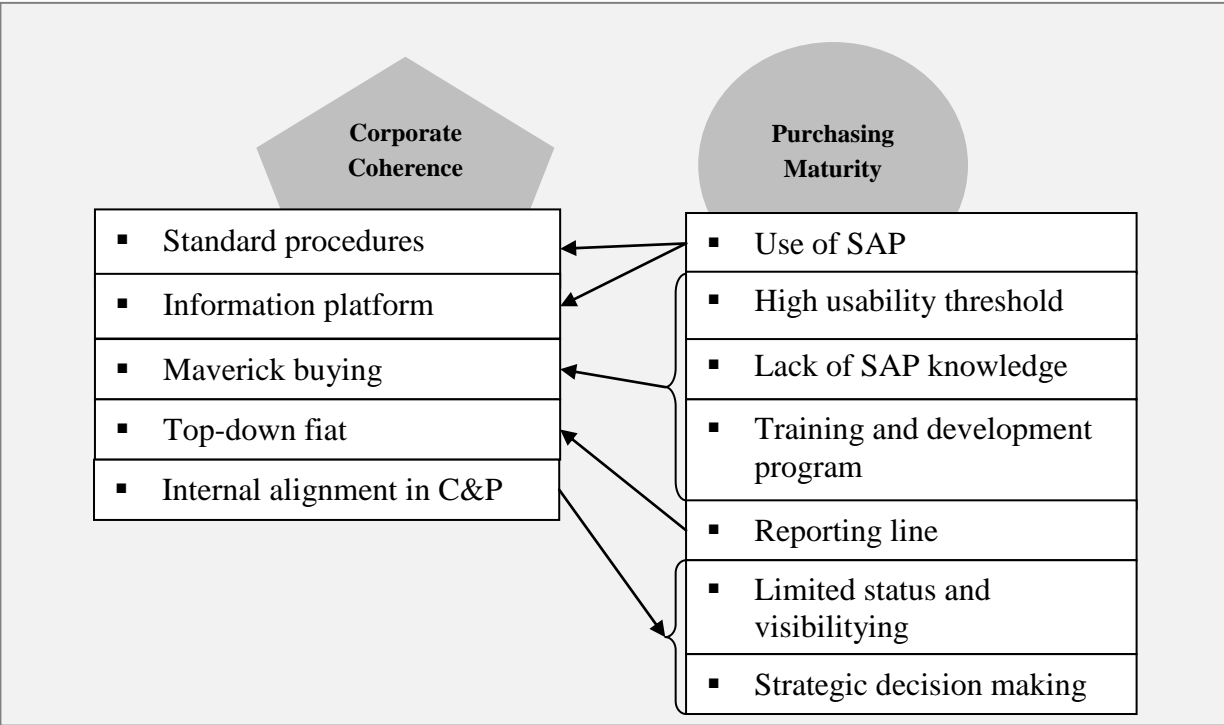 Corporate
Coherence
▪ Standard procedures
▪ Information platform
▪ Maverick buying
▪ Top-down fiat
▪ Internal alignment in C&P
Purchasing
Maturity
▪ Use of SAP
▪ High usability threshold
▪ Lack of SAP knowledge
▪ Training and development
program
▪ Reporting line
▪ Limited status and
visibilitying
▪ Strategic decision making